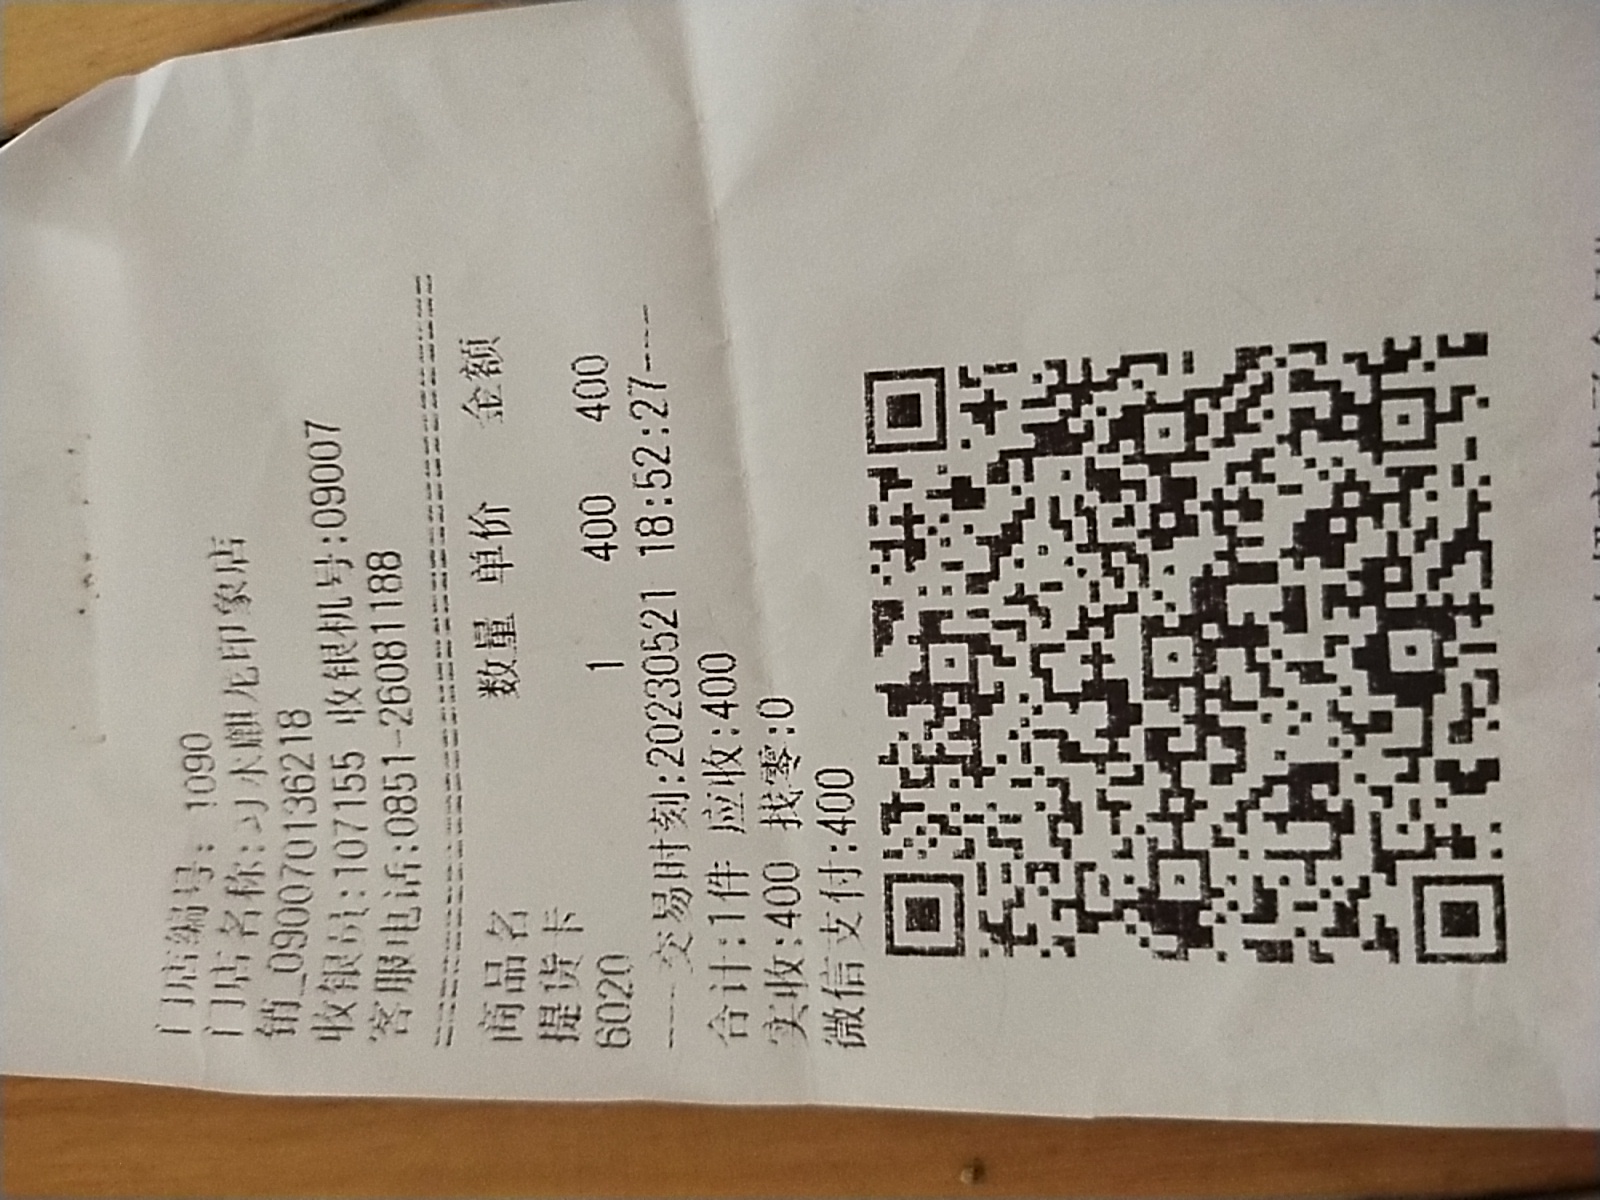 门店编号: 1090
门店名称:习水麒龙印象店
销_090070136218
收银员:107155 收银机号:09007
客服电话:0851-26081188
================================
商品名 数量 单价 金额
提货卡
6020 1 400 400
----交易时刻:20230521 18:52:27----
合计:1件 应收:400
实收:400 找零:0
微信支付:400